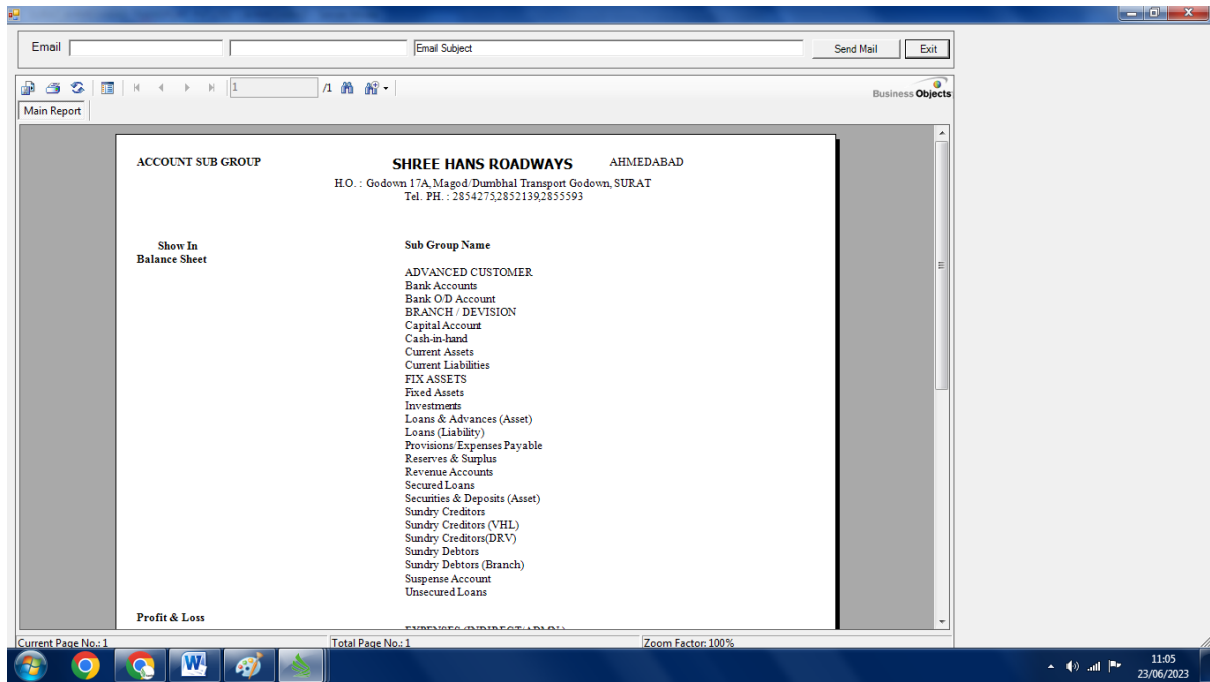 Email
Email Subject
Send Mail
Exit
1
/1
Business Objects
Main Report
ACCOUNT SUB GROUP
SHREE HANS ROADWAYS
AHMEDABAD
H.O. : Godown 17A, Magod/Dumbhal Transport Godown, SURAT
Tel. PH. : 2854275,2852139,2855593
Show In
Balance Sheet
Sub Group Name
ADVANCED CUSTOMER
Bank Accounts
Bank O/D Account
BRANCH / DEVISION
Capital Account
Cash-in-hand
Current Assets
Current Liabilities
FIX ASSETS
Fixed Assets
Investments
Loans & Advances (Asset)
Loans (Liability)
Provisions/Expenses Payable
Reserves & Surplus
Revenue Accounts
Secured Loans
Securities & Deposits (Asset)
Sundry Creditors
Sundry Creditors (VHL)
Sundry Creditors(DRV)
Sundry Debtors
Sundry Debtors (Branch)
Suspense Account
Unsecured Loans
Profit & Loss
EXPENSES (INDIRECT/ADMN.)
Current Page No.: 1
Total Page No.: 1
Zoom Factor: 100%
11:05
23/06/2023